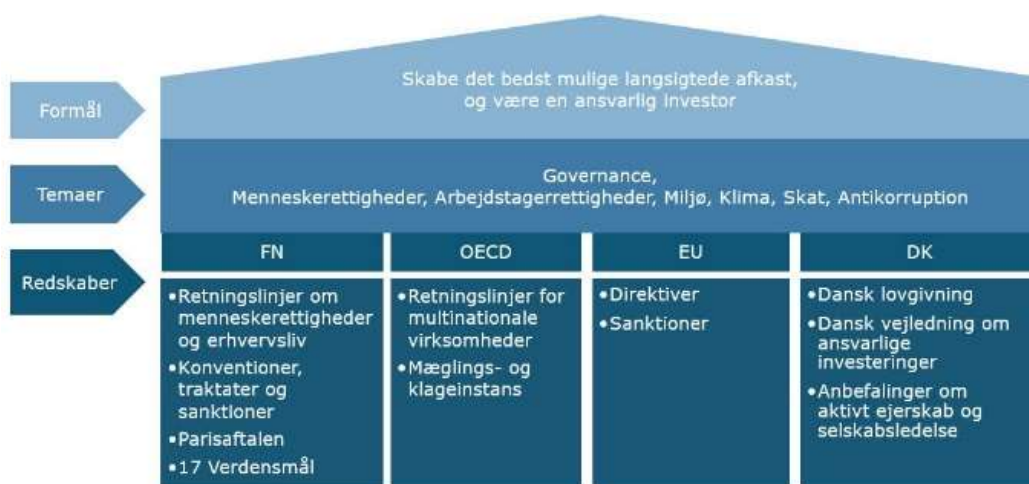 Formål
Skabe det bedst mulige langsigtede afkast,
og være en ansvarlig investor
Temaer
Governance,
Menneskerettigheder, Arbejdstagerrettigheder, Miljø, Klima, Skat, Antikorruption
Redskaber
FN
•Retningslinjer om
menneskerettigheder
og erhvervsliv
•Konventioner,
traktater og
sanktioner
•Parisaftalen
•17 Verdensmål
OECD
•Retningslinjer for
multinationale
virksomheder
•Mæglings- og
klageinstans
EU
•Direktiver
•Sanktioner
DK
•Dansk lovgivning
•Dansk vejledning om
ansvarlige
investeringer
•Anbefalinger om
aktivt ejerskab og
selskabsledelse